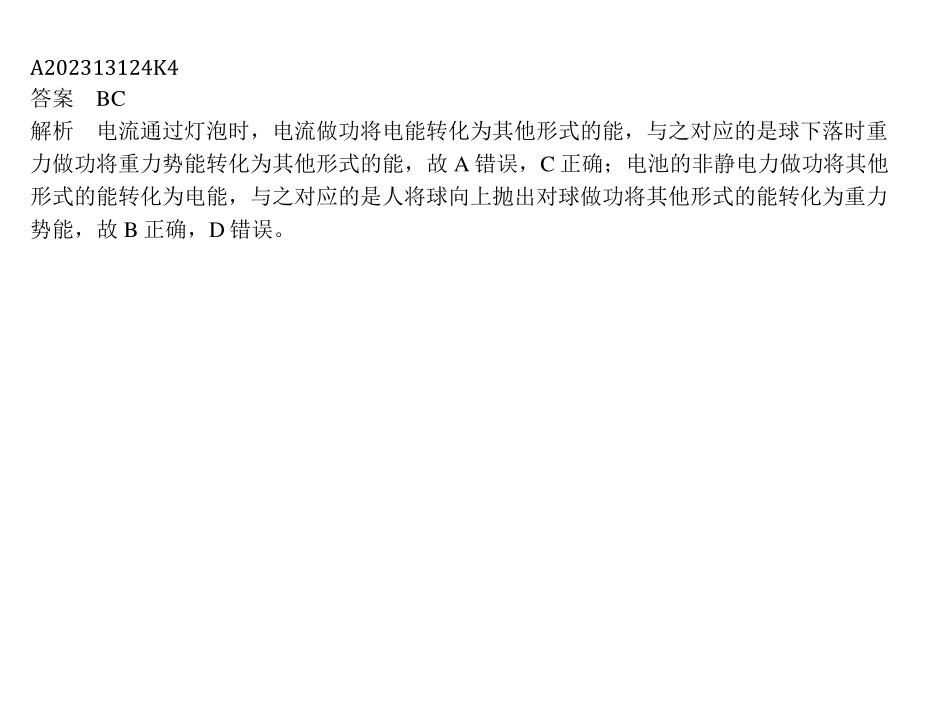 A202313124K4
答案　BC
解析　电流通过灯泡时，电流做功将电能转化为其他形式的能，与之对应的是球下落时重
力做功将重力势能转化为其他形式的能，故 A 错误，C 正确；电池的非静电力做功将其他
形式的能转化为电能，与之对应的是人将球向上抛出对球做功将其他形式的能转化为重力
势能，故 B 正确，D 错误。